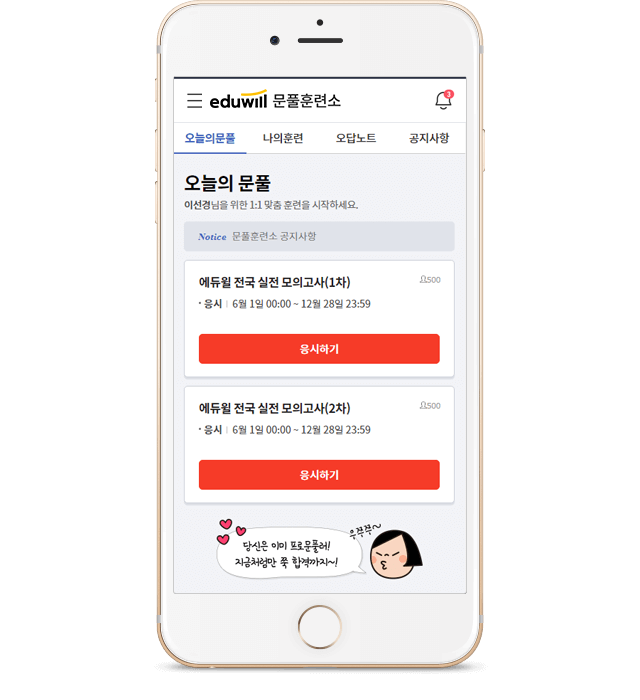 eduwill 문풀훈련소
3
오늘의문풀 나의훈련 오답노트 공지사항
오늘의 문풀
이선경님을 위한 1:1 맞춤 훈련을 시작하세요.
Notice 문풀훈련소 공지사항
에듀윌 전국 실전 모의고사(1차) 500
• 응시 | 6월 1일 00:00 ~ 12월 28일 23:59
응시하기
에듀윌 전국 실전 모의고사(2차) 500
• 응시 | 6월 1일 00:00 ~ 12월 28일 23:59
응시하기
우쭈쭈~
당신은 이미 프로문풀러!
지금처럼만 쭉 합격까지~!